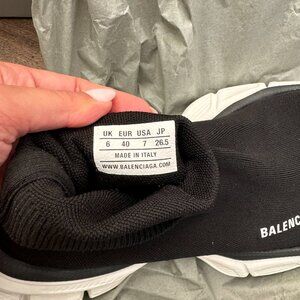 UK EUR USA JP
6 40 7 26.5
MADE IN ITALY
WWW.BALENCIAGA.COM
BALENC